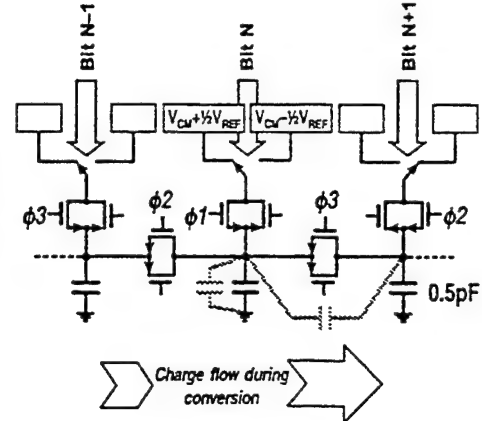 Bit N–1
Bit N
Bit N+1
V_CM+½V_REF
V_CM–½V_REF
ϕ3
ϕ2
ϕ1
ϕ3
ϕ2
0.5pF
Charge flow during
conversion